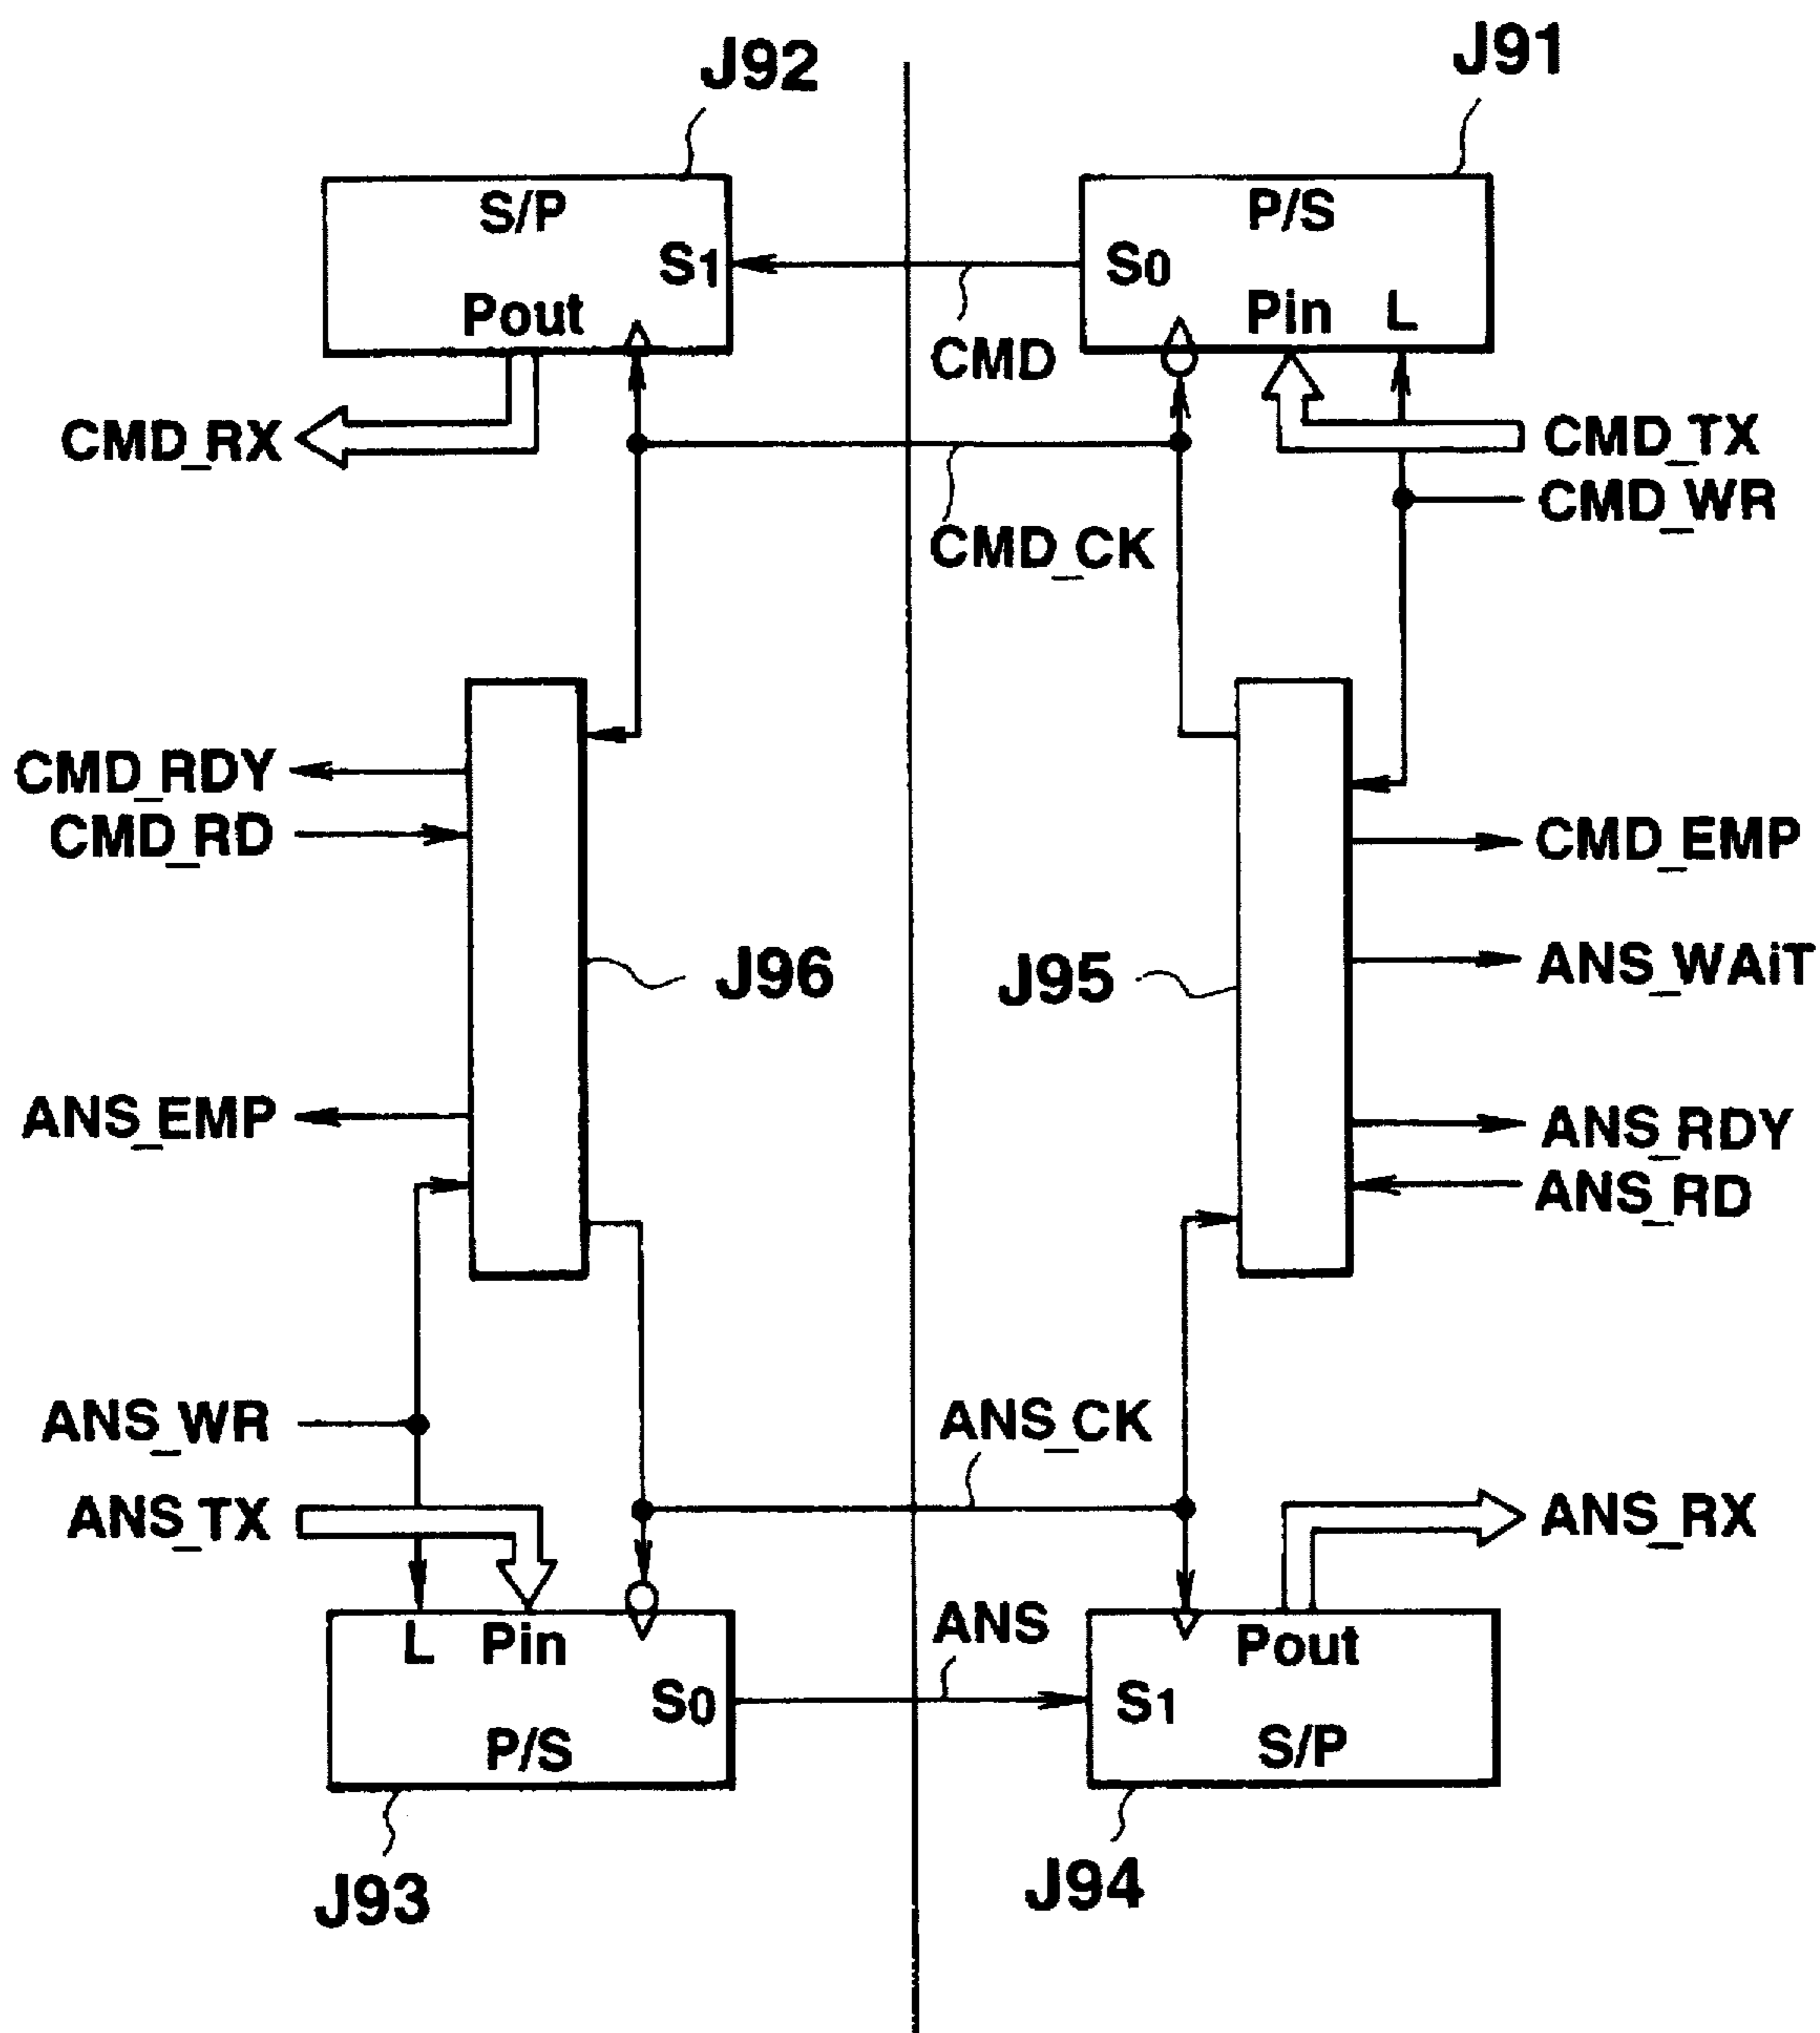 J92
J91
S/P
P/S
S1
S0
Pout
Pin
L
CMD
CMD_RX
CMD_TX
CMD_WR
CMD_CK
CMD_RDY
CMD_RD
CMD_EMP
J96
J95
ANS_WAiT
ANS_EMP
ANS_RDY
ANS_RD
ANS_WR
ANS_CK
ANS_TX
ANS_RX
ANS
L
Pin
Pout
S0
S1
P/S
S/P
J93
J94